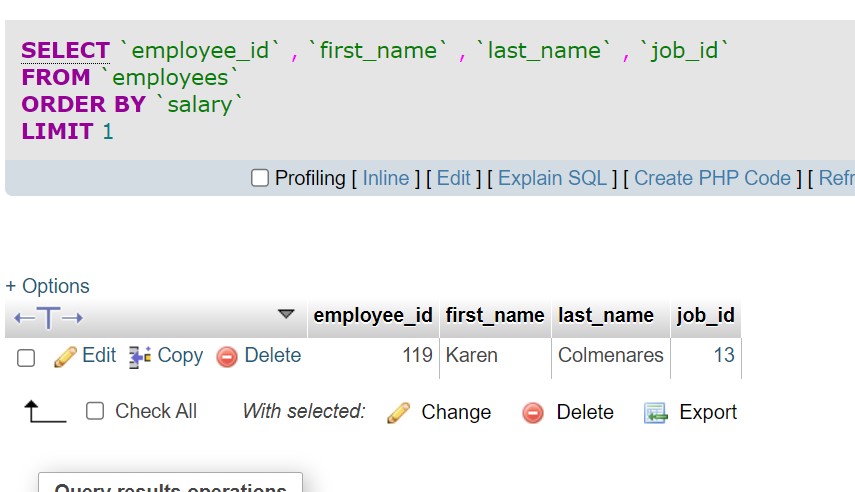 SELECT `employee_id` , `first_name` , `last_name` , `job_id`
FROM `employees`
ORDER BY `salary`
LIMIT 1
Profiling [ Inline ] [ Edit ] [ Explain SQL ] [ Create PHP Code ] [ Refr
+ Options
employee_id first_name last_name job_id
Edit Copy Delete 119 Karen Colmenares 13
Check All With selected: Change Delete Export
Query results operations